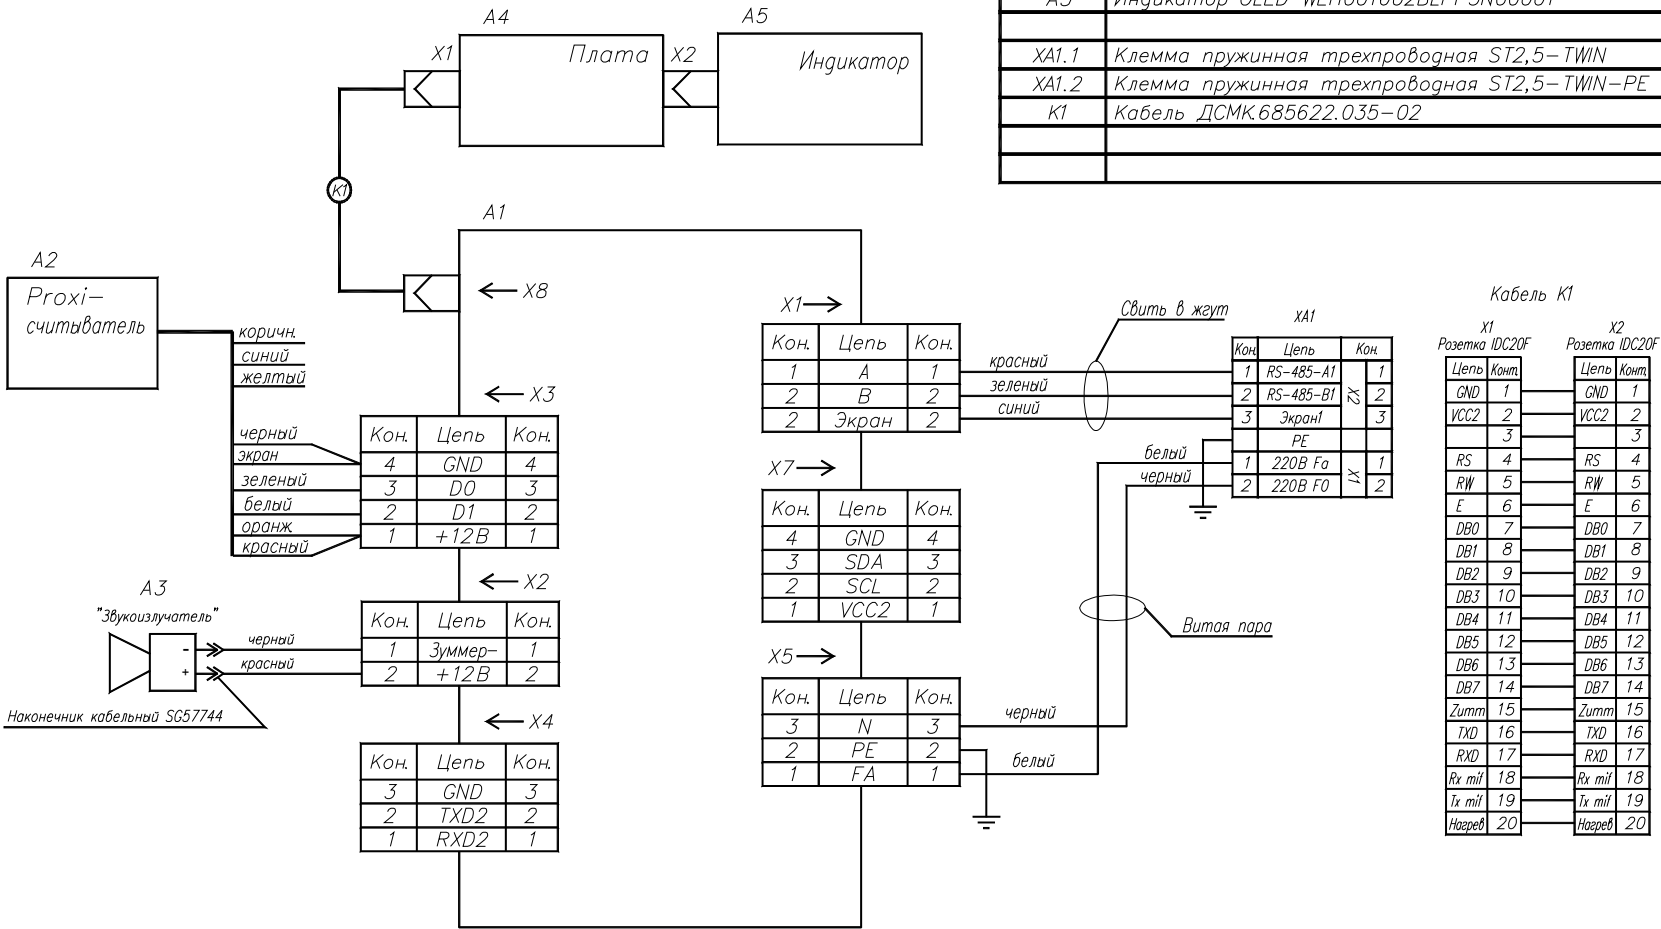 А5 Индикатор OLED WEH001602BLPP5N00001
XA1.1 Клемма пружинная трехпроводная ST2,5-TWIN
XA1.2 Клемма пружинная трехпроводная ST2,5-TWIN-PE
K1 Кабель ДСМК.685622.035-02
A4
X1 Плата X2
A5
Индикатор
K1
A1
A2
Proxi-
считыватель
X8
коричн.
синий
желтый
X3
черный
экран
зеленый
белый
оранж.
красный
Кон. Цепь Кон.
4 GND 4
3 D0 3
2 D1 2
1 +12В 1
X2
A3
"Звукоизлучатель"
-
+
черный
красный
Наконечник кабельный SG57744
Кон. Цепь Кон.
1 Зуммер- 1
2 +12В 2
X4
Кон. Цепь Кон.
3 GND 3
2 TXD2 2
1 RXD2 1
X1
Кон. Цепь Кон.
1 A 1
2 B 2
2 Экран 2
красный
зеленый
синий
Свить в жгут
X7
Кон. Цепь Кон.
4 GND 4
3 SDA 3
2 SCL 2
1 VCC2 1
X5
Кон. Цепь Кон.
3 N 3
2 PE 2
1 FA 1
черный
белый
белый
черный
Витая пара
XA1
Кон. Цепь Кон.
1 RS-485-A1 1
2 RS-485-B1 X2 2
3 Экран1 3
PE
1 220В Fa X1 1
2 220В F0 2
Кабель K1
X1 X2
Розетка IDC20F Розетка IDC20F
Цепь Конт. Цепь Конт.
GND 1 GND 1
VCC2 2 VCC2 2
3 3
RS 4 RS 4
RW 5 RW 5
E 6 E 6
DB0 7 DB0 7
DB1 8 DB1 8
DB2 9 DB2 9
DB3 10 DB3 10
DB4 11 DB4 11
DB5 12 DB5 12
DB6 13 DB6 13
DB7 14 DB7 14
Zumm 15 Zumm 15
TXD 16 TXD 16
RXD 17 RXD 17
Rx mif 18 Rx mif 18
Tx mif 19 Tx mif 19
Нагрев 20 Нагрев 20